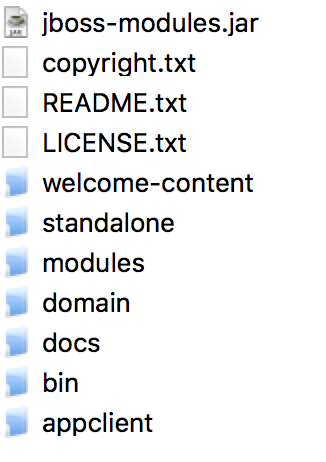 jboss-modules.jar
copyright.txt
README.txt
LICENSE.txt
welcome-content
standalone
modules
domain
docs
bin
appclient